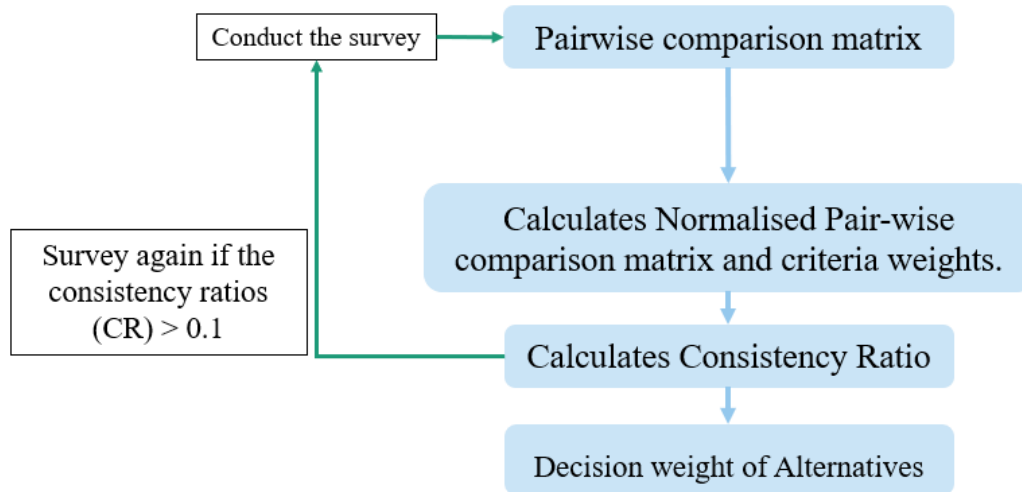 Conduct the survey
Pairwise comparison matrix
Calculates Normalised Pair-wise
comparison matrix and criteria weights.
Survey again if the
consistency ratios
(CR) > 0.1
Calculates Consistency Ratio
Decision weight of Alternatives